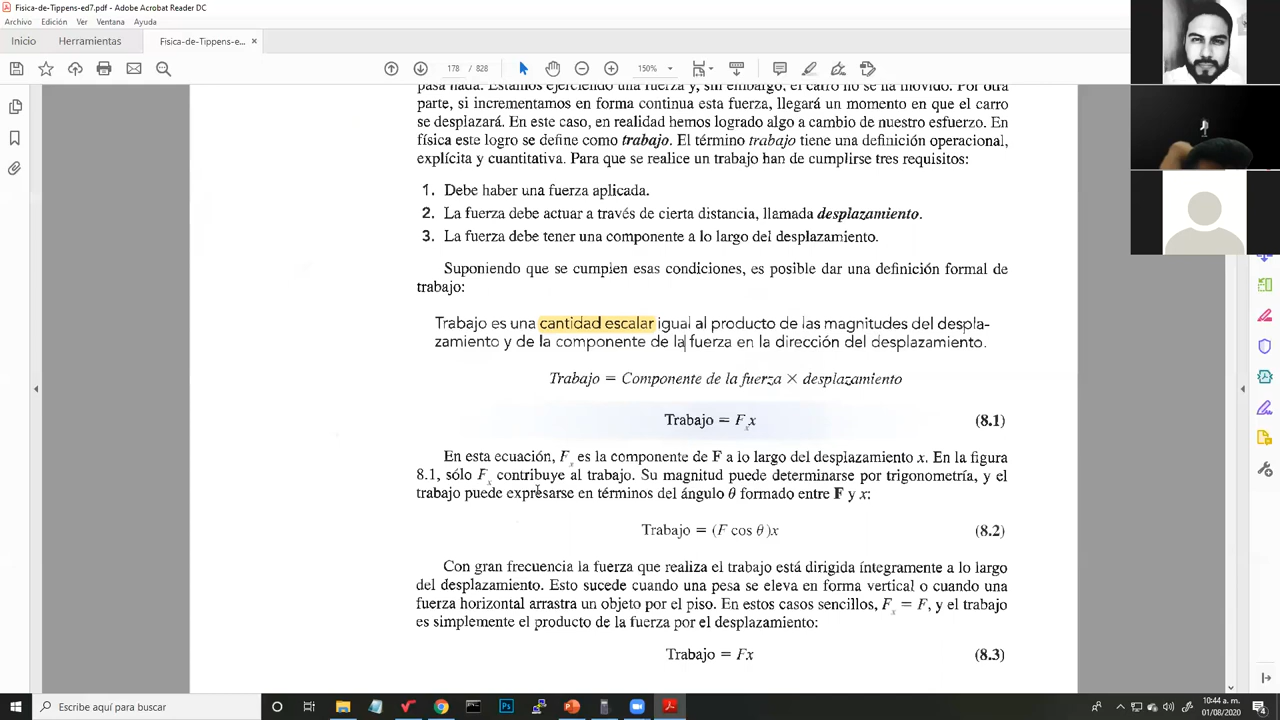 Fisica-de-Tippens-ed7.pdf - Adobe Acrobat Reader DC
Archivo Edición Ver Ventana Ayuda
Inicio Herramientas Fisica-de-Tippens-e... ×
178 / 828 150%
pasa nada. Estamos ejerciendo una fuerza y, sin embargo, el carro no se ha movido. Por otra
parte, si incrementamos en forma continua esta fuerza, llegará un momento en que el carro
se desplazará. En este caso, en realidad hemos logrado algo a cambio de nuestro esfuerzo. En
física este logro se define como trabajo. El término trabajo tiene una definición operacional,
explícita y cuantitativa. Para que se realice un trabajo han de cumplirse tres requisitos:
1. Debe haber una fuerza aplicada.
2. La fuerza debe actuar a través de cierta distancia, llamada desplazamiento.
3. La fuerza debe tener una componente a lo largo del desplazamiento.
Suponiendo que se cumplen esas condiciones, es posible dar una definición formal de
trabajo:
Trabajo es una cantidad escalar igual al producto de las magnitudes del despla-
zamiento y de la componente de la fuerza en la dirección del desplazamiento.
Trabajo = Componente de la fuerza × desplazamiento
Trabajo = Fₓx (8.1)
En esta ecuación, Fₓ es la componente de F a lo largo del desplazamiento x. En la figura
8.1, sólo Fₓ contribuye al trabajo. Su magnitud puede determinarse por trigonometría, y el
trabajo puede expresarse en términos del ángulo θ formado entre F y x:
Trabajo = (F cos θ)x (8.2)
Con gran frecuencia la fuerza que realiza el trabajo está dirigida íntegramente a lo largo
del desplazamiento. Esto sucede cuando una pesa se eleva en forma vertical o cuando una
fuerza horizontal arrastra un objeto por el piso. En estos casos sencillos, Fₓ = F, y el trabajo
es simplemente el producto de la fuerza por el desplazamiento:
Trabajo = Fx (8.3)
Escribe aquí para buscar
10:44 a. m.
01/08/2020